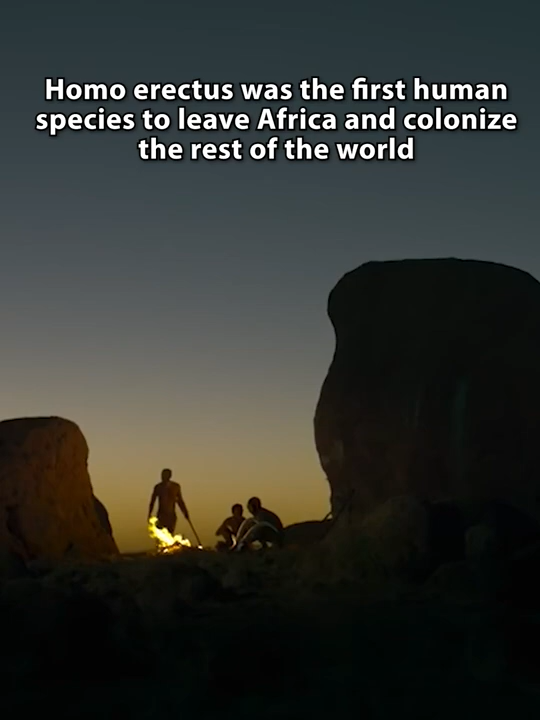 Homo erectus was the first human
species to leave Africa and colonize
the rest of the world